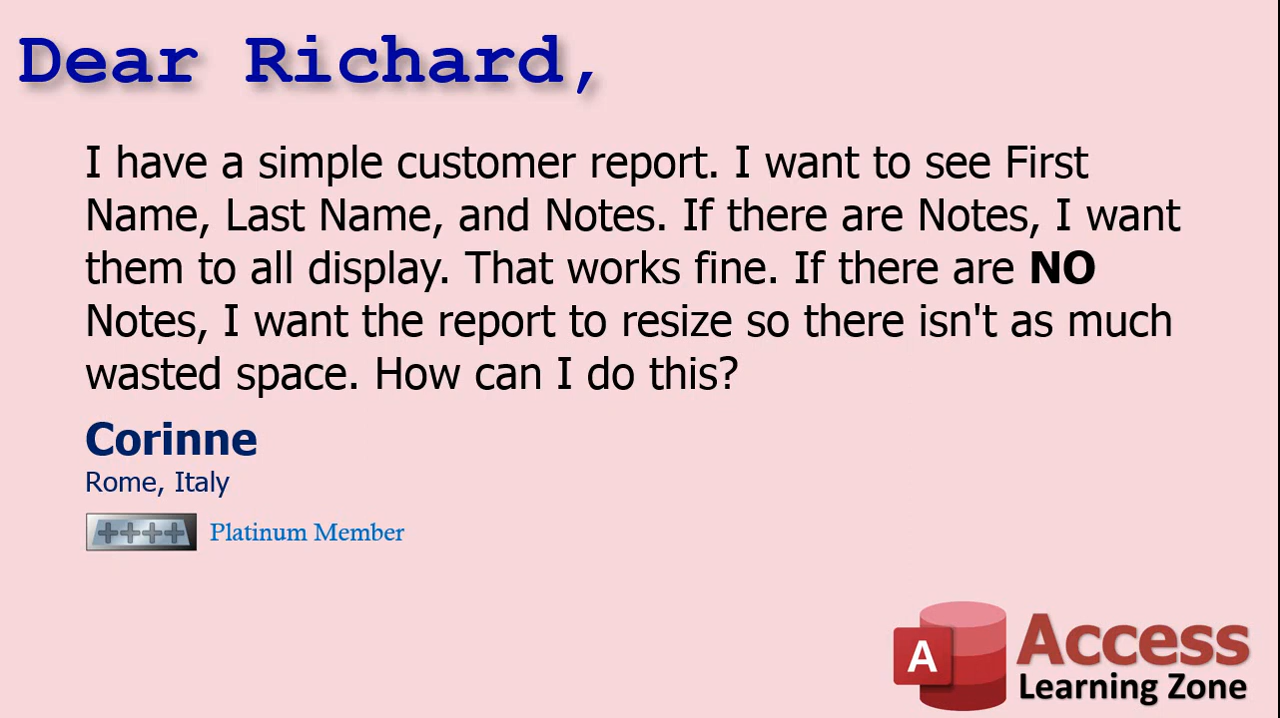 Dear Richard,
I have a simple customer report. I want to see First
Name, Last Name, and Notes. If there are Notes, I want
them to all display. That works fine. If there are NO
Notes, I want the report to resize so there isn't as much
wasted space. How can I do this?
Corinne
Rome, Italy
++++ Platinum Member
A Access
Learning Zone